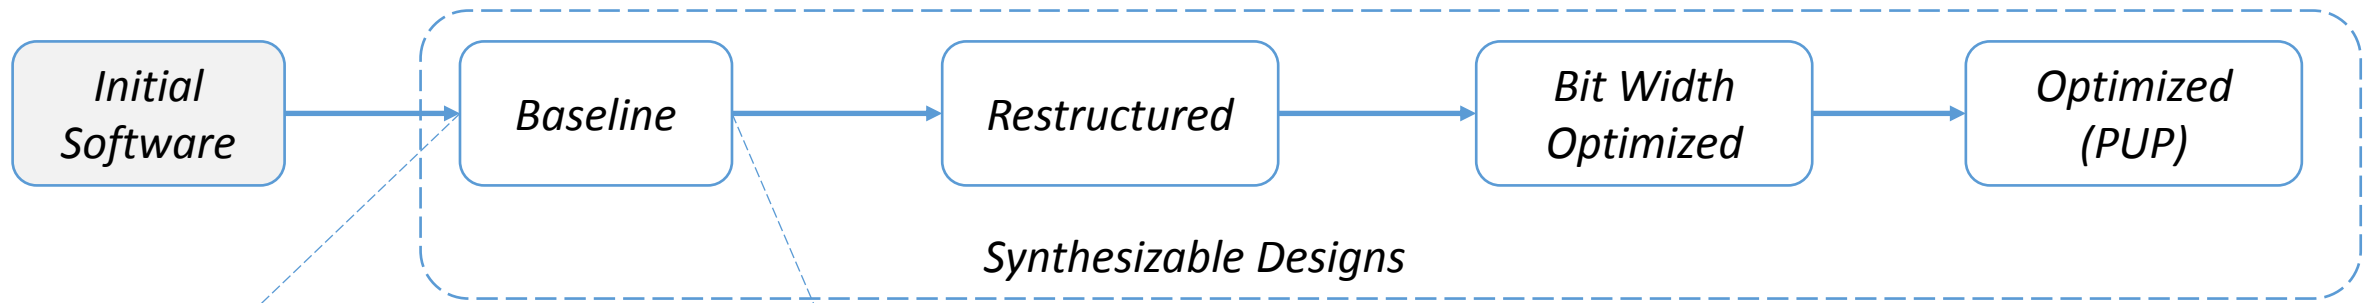 Initial
Software
Baseline
Restructured
Bit Width
Optimized
Optimized
(PUP)
Synthesizable Designs